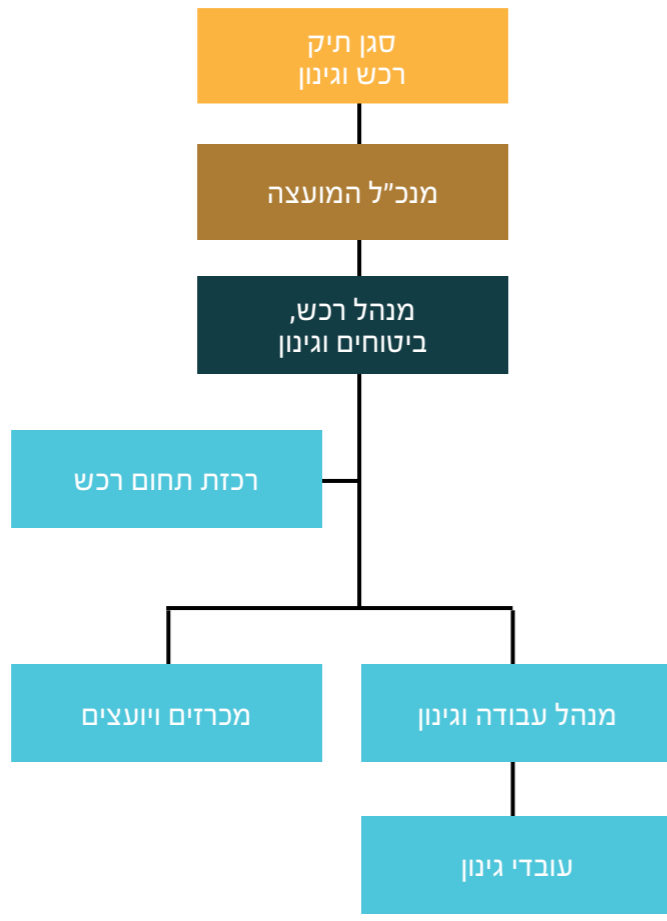 סגן תיק
רכש וגינון
מנכ״ל המועצה
מנהל רכש,
ביטוחים וגינון
רכזת תחום רכש
מנהל עבודה וגינון
מכרזים ויועצים
עובדי גינון